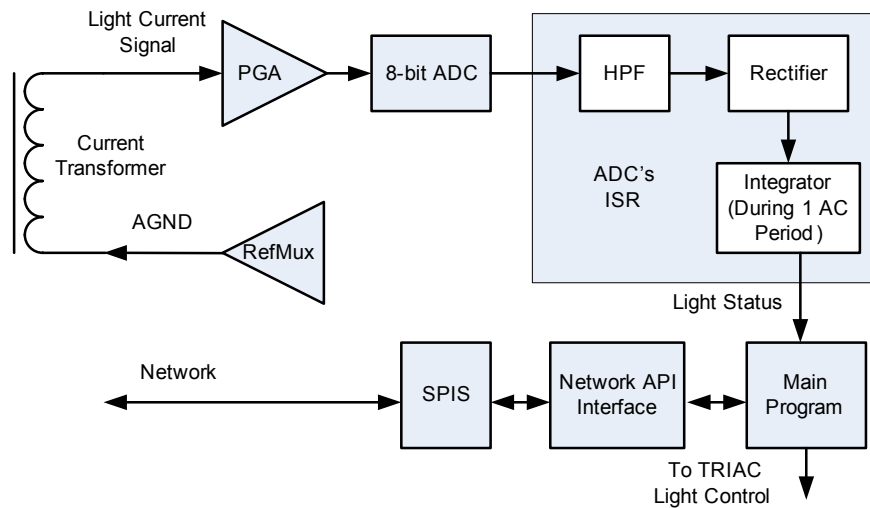 Light Current
Signal
PGA
8-bit ADC
HPF
Rectifier
Current
Transformer
ADC's
ISR
Integrator
(During 1 AC
Period)
AGND
RefMux
Light Status
Network
SPIS
Network API
Interface
Main
Program
To TRIAC
Light Control